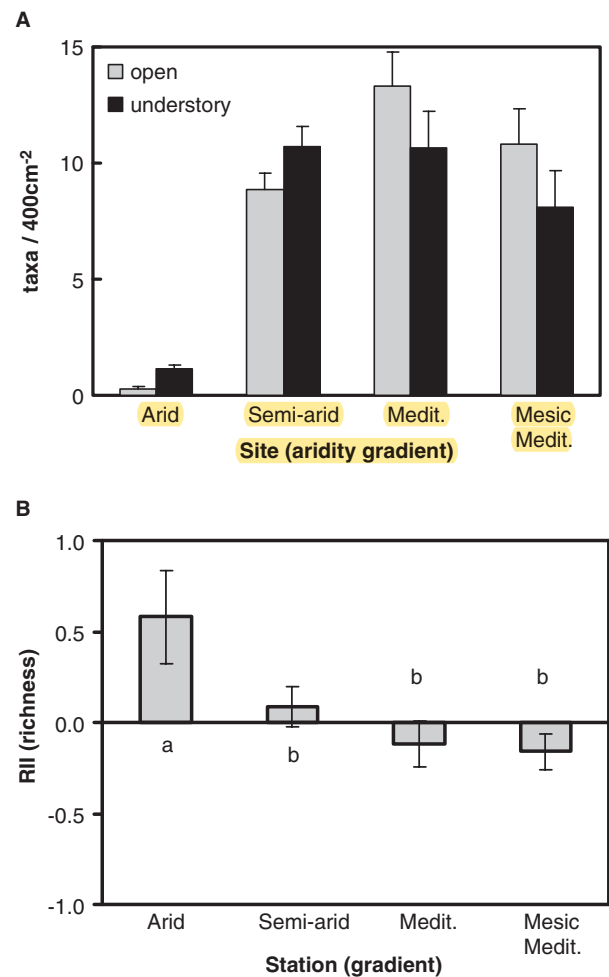 A
15
open
understory
10
taxa / 400cm-2
5
0
Arid
Semi-arid
Medit.
Mesic
Medit.
Site (aridity gradient)
B
1.0
0.5
b
b
RII (richness)
0.0
a
b
-0.5
-1.0
Arid
Semi-arid
Medit.
Mesic
Medit.
Station (gradient)